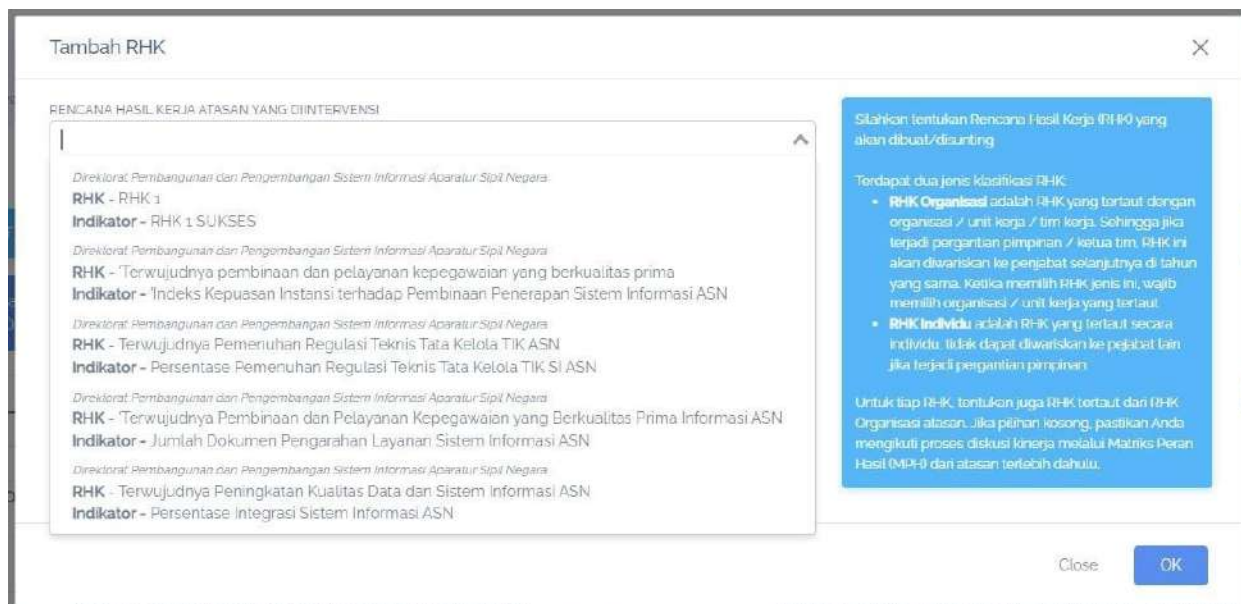 Tambah RHK
RENCANA HASIL KERJA ATASAN YANG DIINTERVENSI
Direktorat Pembangunan dan Pengembangan Sistem Informasi Aparatur Sipil Negara
RHK - RHK 1
Indikator - RHK 1 SUKSES
Direktorat Pembangunan dan Pengembangan Sistem Informasi Aparatur Sipil Negara
RHK - 'Terwujudnya pembinaan dan pelayanan kepegawaian yang berkualitas prima
Indikator - 'Indeks Kepuasan Instansi terhadap Pembinaan Penerapan Sistem Informasi ASN
Direktorat Pembangunan dan Pengembangan Sistem Informasi Aparatur Sipil Negara
RHK - Terwujudnya Pemenuhan Regulasi Teknis Tata Kelola TIK ASN
Indikator - Persentase Pemenuhan Regulasi Teknis Tata Kelola TIK SI ASN
Direktorat Pembangunan dan Pengembangan Sistem Informasi Aparatur Sipil Negara
RHK - 'Terwujudnya Pembinaan dan Pelayanan Kepegawaian yang Berkualitas Prima Informasi ASN
Indikator - Jumlah Dokumen Pengarahan Layanan Sistem Informasi ASN
Direktorat Pembangunan dan Pengembangan Sistem Informasi Aparatur Sipil Negara
RHK - Terwujudnya Peningkatan Kualitas Data dan Sistem Informasi ASN
Indikator - Persentase Integrasi Sistem Informasi ASN
Silahkan tentukan Rencana Hasil Kerja (RHK) yang
akan dibuat/disunting
Terdapat dua jenis klasifikasi RHK:
• RHK Organisasi adalah RHK yang tertaut dengan
organisasi / unit kerja / tim kerja. Sehingga jika
terjadi pergantian pimpinan / ketua tim, RHK ini
akan diwariskan ke penjabat selanjutnya di tahun
yang sama. Ketika memilih RHK jenis ini, wajib
memilih organisasi / unit kerja yang tertaut
• RHK Individu adalah RHK yang tertaut secara
individu, tidak dapat diwariskan ke pejabat lain
jika terjadi pergantian pimpinan
Untuk tiap RHK, tentukan juga RHK tertaut dari RHK
Organisasi atasan. Jika pilihan kosong, pastikan Anda
mengikuti proses diskusi kinerja melalui Matriks Peran
Hasil (MPH) dari atasan terlebih dahulu.
Close
OK